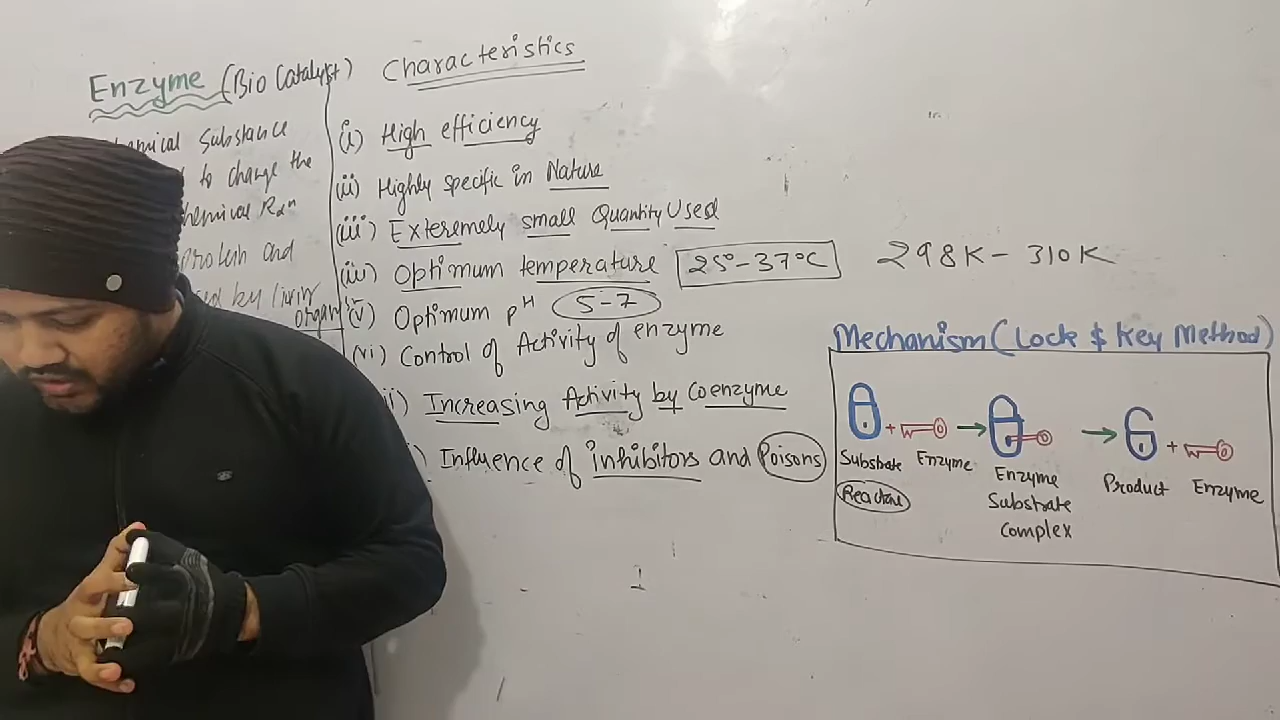 Enzyme (Bio Catalyst)
Substance
to change the
Rxn
protein and
by living
organ
Characteristics
(i) High efficiency
(ii) Highly specific in Nature
(iii) Exteremely small Quantity Used
(iv) Optimum temperature 25°-37°C 298K - 310K
(v) Optimum pH 5-7
(vi) Control of Activity of enzyme
ii) Increasing Activity by Coenzyme
) Influence of inhibitors and Poisons
Mechanism (Lock & Key Method)
+ → → +
Substrate Enzyme Enzyme Substrate Complex Product Enzyme